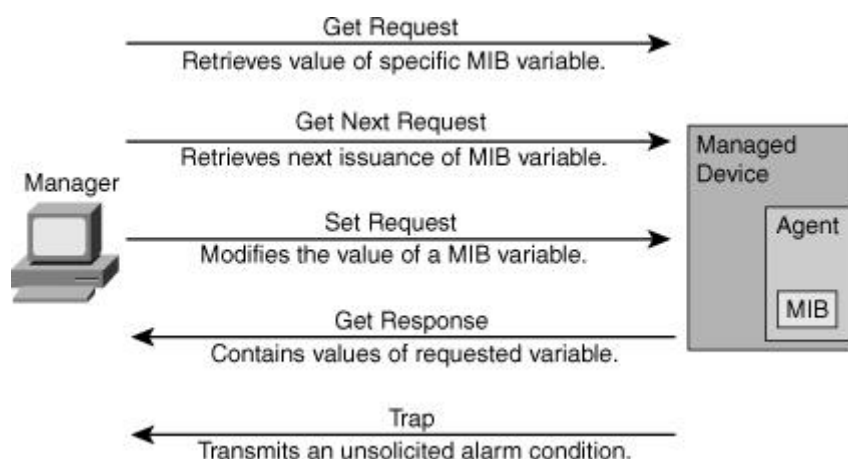 Get Request
Retrieves value of specific MIB variable.
Get Next Request
Retrieves next issuance of MIB variable.
Managed
Device
Manager
Set Request
Modifies the value of a MIB variable.
Agent
MIB
Get Response
Contains values of requested variable.
Trap
Transmits an unsolicited alarm condition.